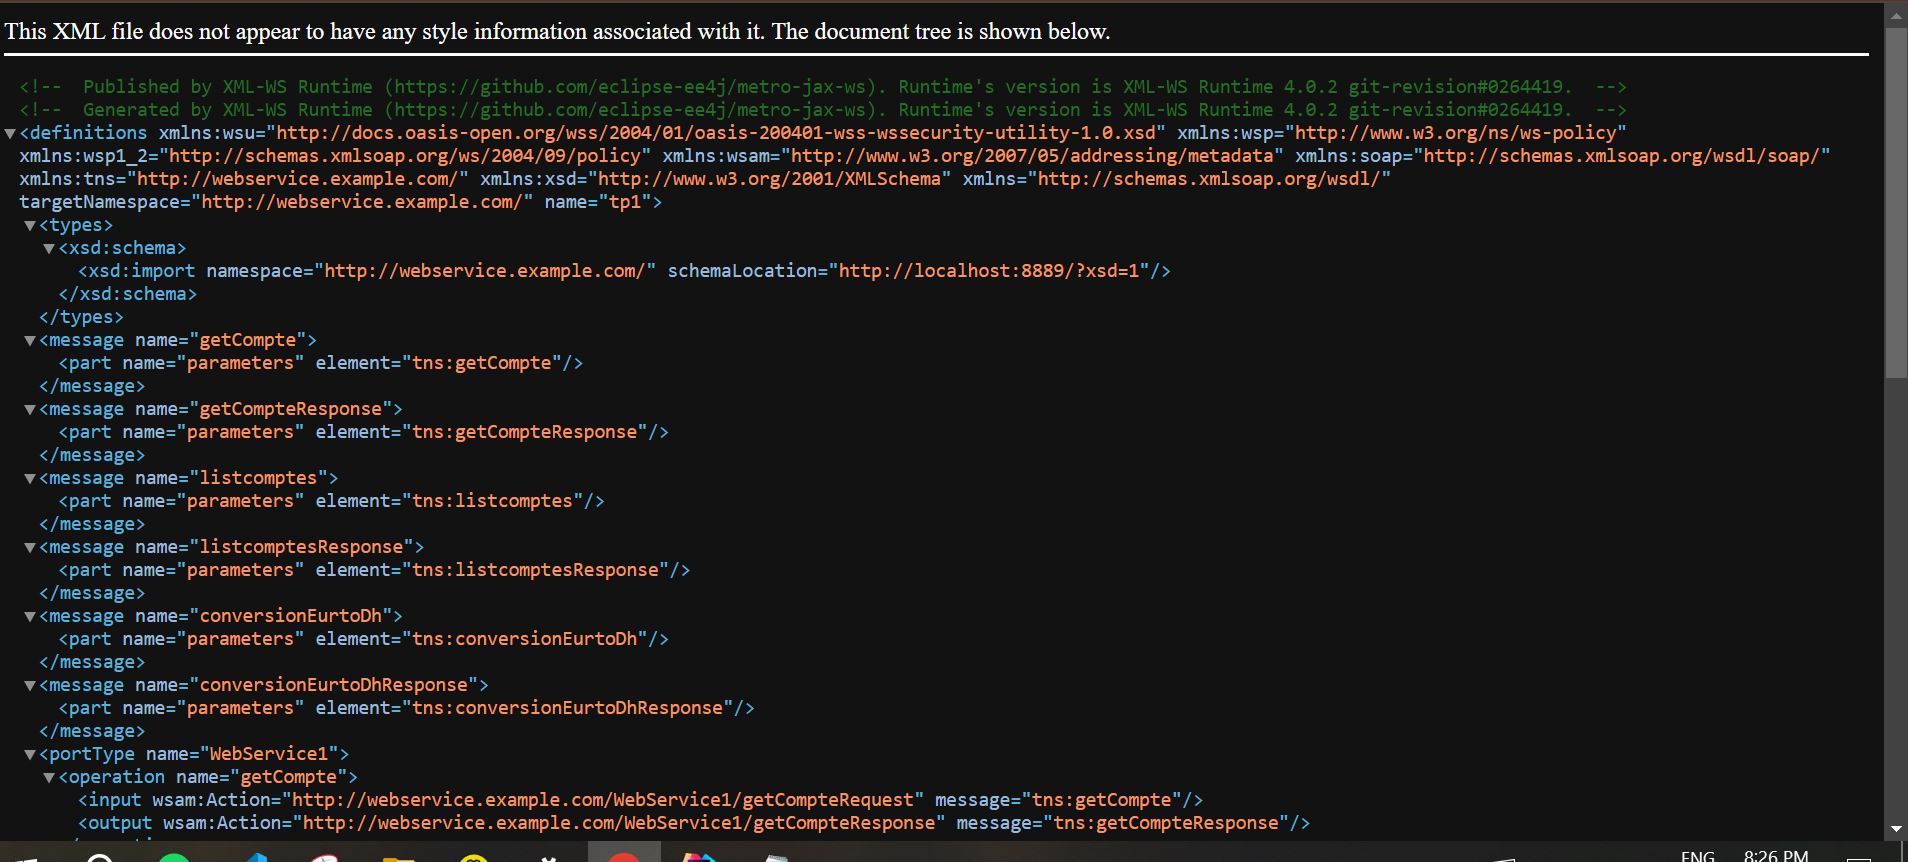 This XML file does not appear to have any style information associated with it. The document tree is shown below.
<!--  Published by XML-WS Runtime (https://github.com/eclipse-ee4j/metro-jax-ws). Runtime's version is XML-WS Runtime 4.0.2 git-revision#0264419.  -->
<!--  Generated by XML-WS Runtime (https://github.com/eclipse-ee4j/metro-jax-ws). Runtime's version is XML-WS Runtime 4.0.2 git-revision#0264419.  -->
▼<definitions xmlns:wsu="http://docs.oasis-open.org/wss/2004/01/oasis-200401-wss-wssecurity-utility-1.0.xsd" xmlns:wsp="http://www.w3.org/ns/ws-policy"
xmlns:wsp1_2="http://schemas.xmlsoap.org/ws/2004/09/policy" xmlns:wsam="http://www.w3.org/2007/05/addressing/metadata" xmlns:soap="http://schemas.xmlsoap.org/wsdl/soap/"
xmlns:tns="http://webservice.example.com/" xmlns:xsd="http://www.w3.org/2001/XMLSchema" xmlns="http://schemas.xmlsoap.org/wsdl/"
targetNamespace="http://webservice.example.com/" name="tp1">
▼<types>
▼<xsd:schema>
<xsd:import namespace="http://webservice.example.com/" schemaLocation="http://localhost:8889/?xsd=1"/>
</xsd:schema>
</types>
▼<message name="getCompte">
<part name="parameters" element="tns:getCompte"/>
</message>
▼<message name="getCompteResponse">
<part name="parameters" element="tns:getCompteResponse"/>
</message>
▼<message name="listcomptes">
<part name="parameters" element="tns:listcomptes"/>
</message>
▼<message name="listcomptesResponse">
<part name="parameters" element="tns:listcomptesResponse"/>
</message>
▼<message name="conversionEurtoDh">
<part name="parameters" element="tns:conversionEurtoDh"/>
</message>
▼<message name="conversionEurtoDhResponse">
<part name="parameters" element="tns:conversionEurtoDhResponse"/>
</message>
▼<portType name="WebService1">
▼<operation name="getCompte">
<input wsam:Action="http://webservice.example.com/WebService1/getCompteRequest" message="tns:getCompte"/>
<output wsam:Action="http://webservice.example.com/WebService1/getCompteResponse" message="tns:getCompteResponse"/>
ENG 8:26 PM